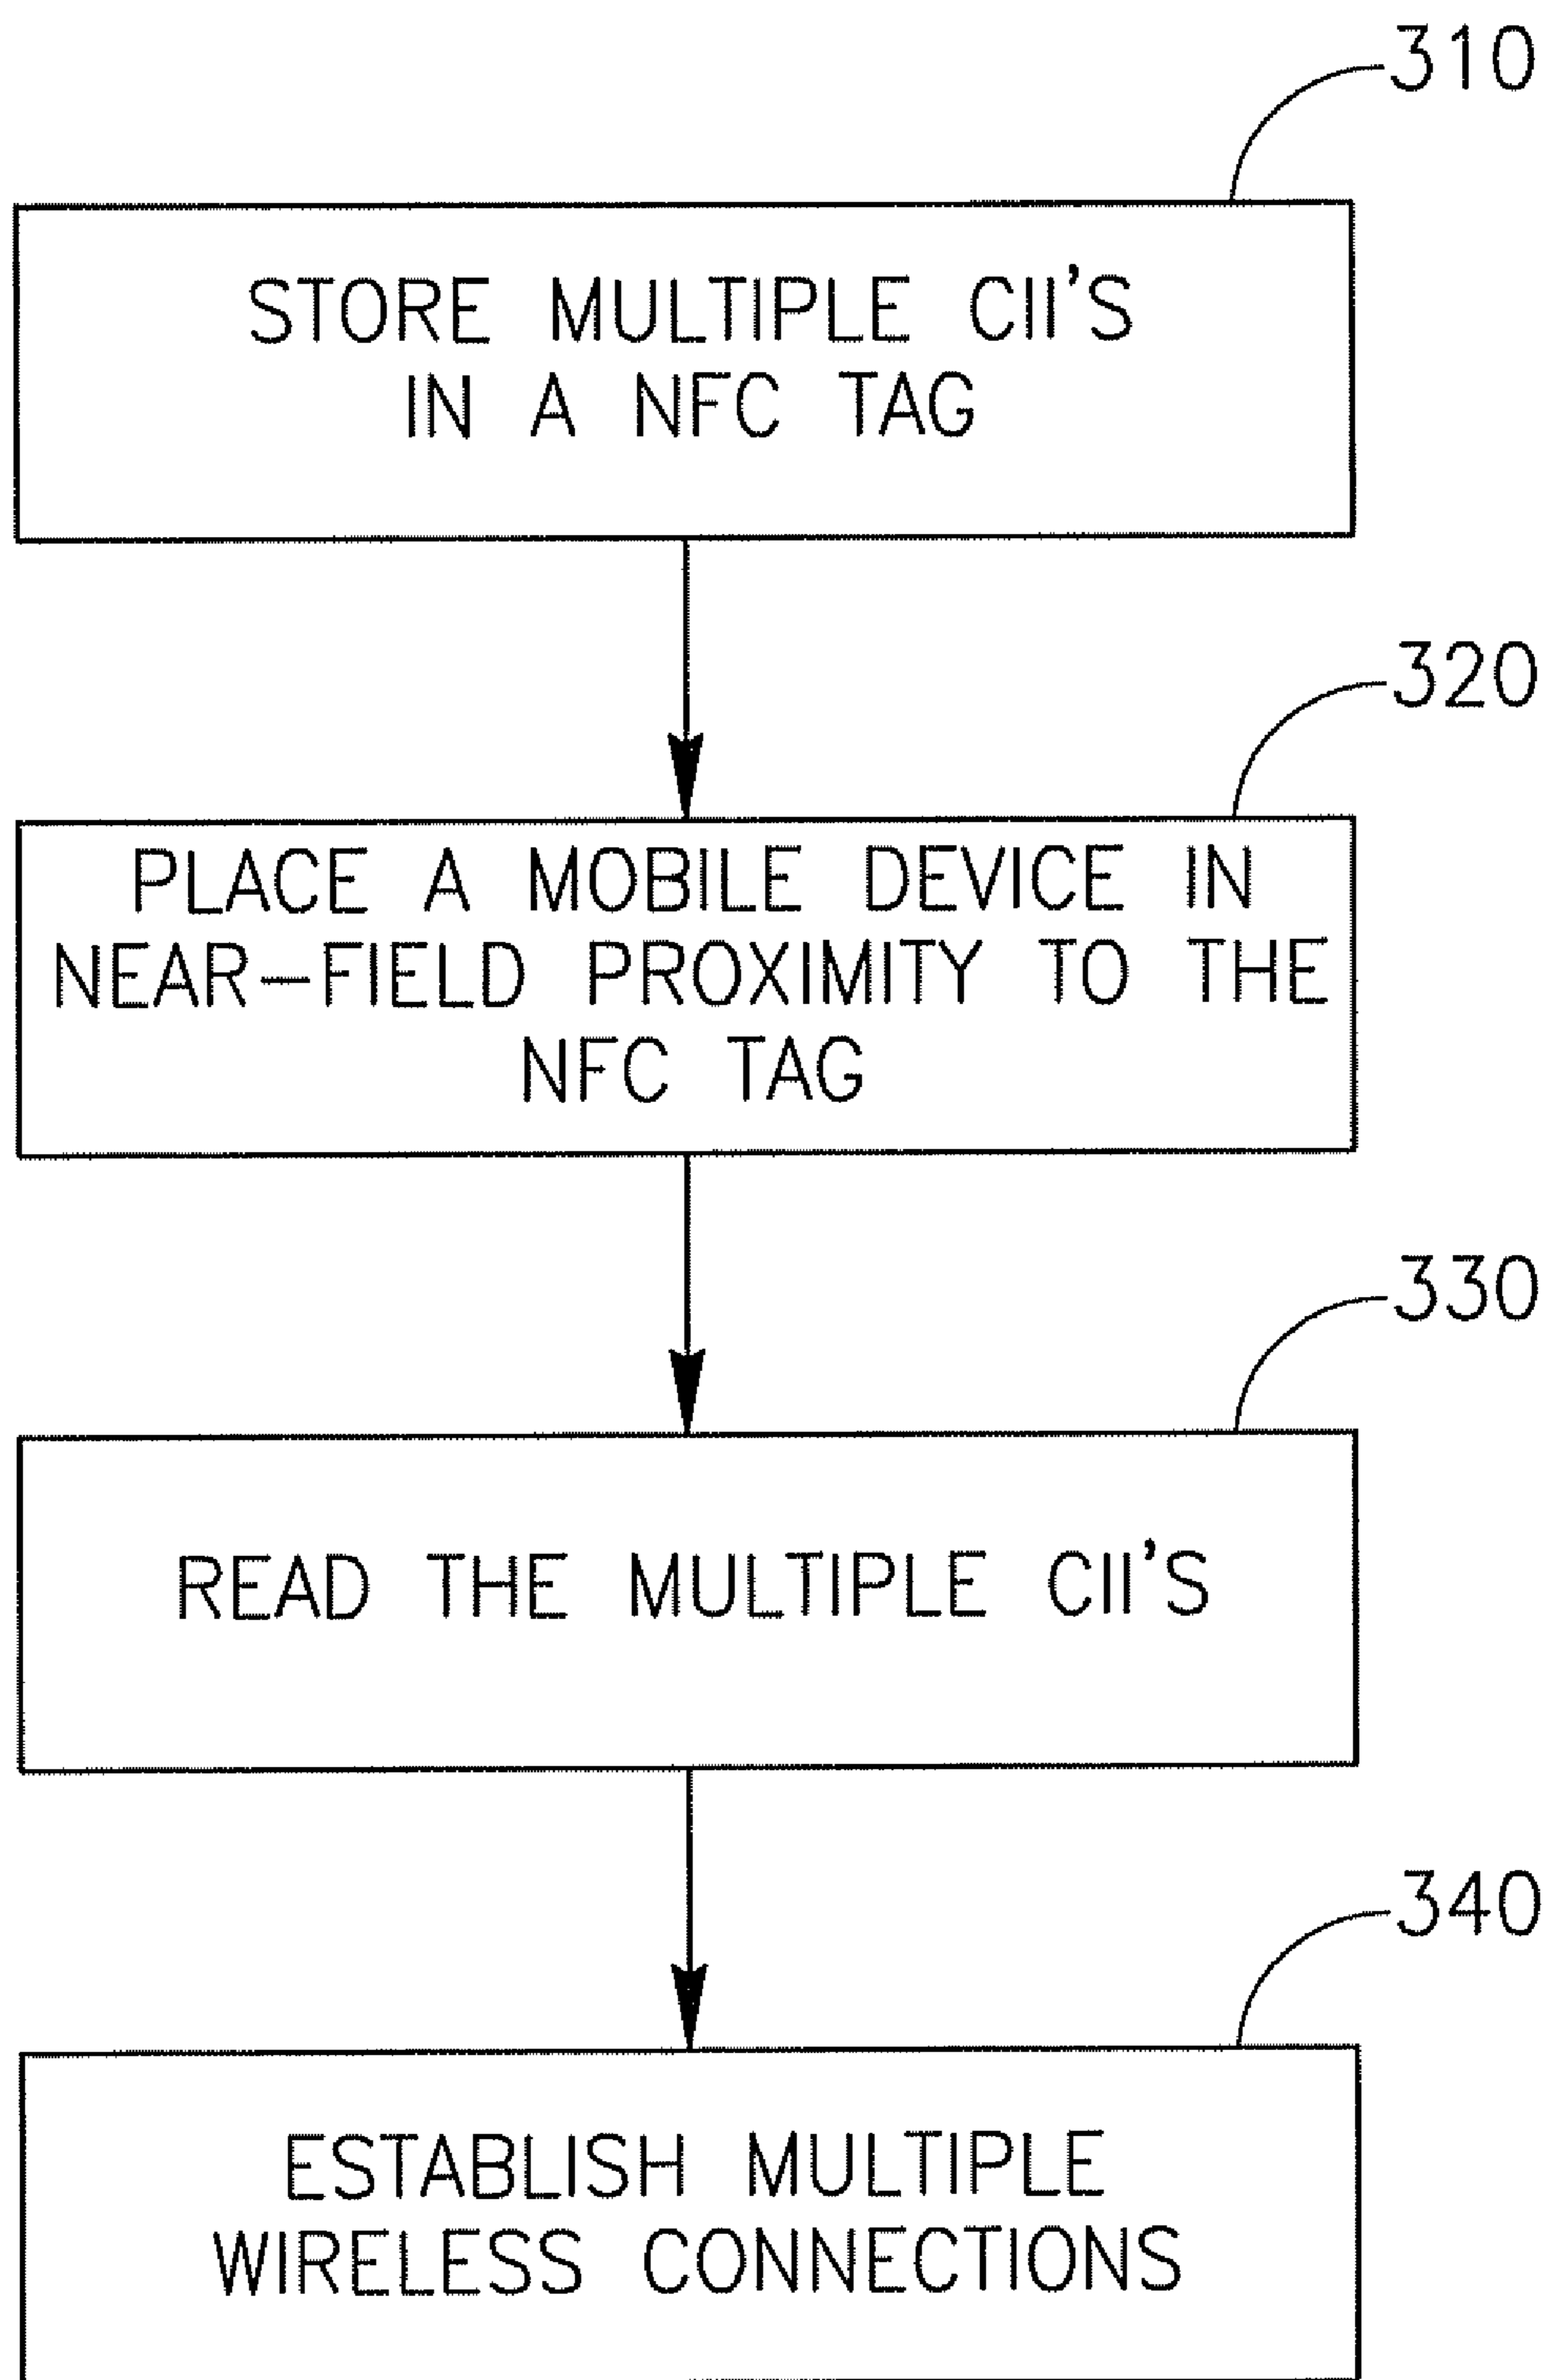 310
STORE MULTIPLE CII'S
IN A NFC TAG
320
PLACE A MOBILE DEVICE IN
NEAR-FIELD PROXIMITY TO THE
NFC TAG
330
READ THE MULTIPLE CII'S
340
ESTABLISH MULTIPLE
WIRELESS CONNECTIONS